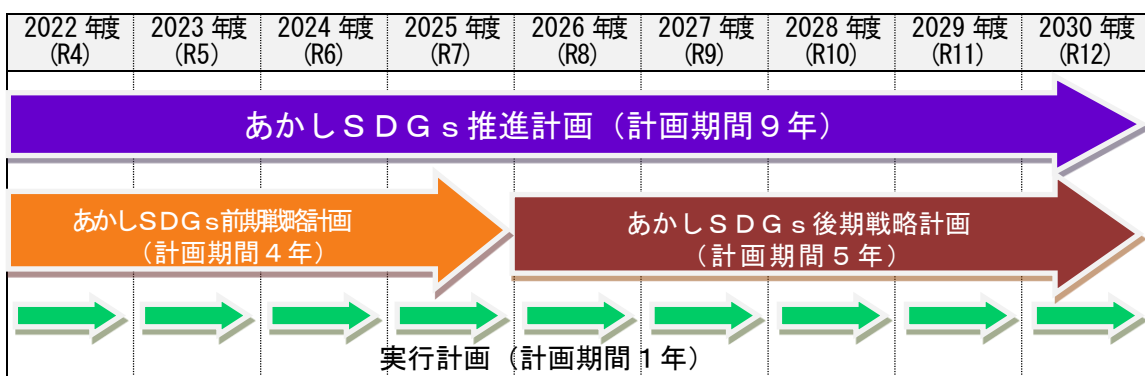 2022 年度 2023 年度 2024 年度 2025 年度 2026 年度 2027 年度 2028 年度 2029 年度 2030 年度
(R4) (R5) (R6) (R7) (R8) (R9) (R10) (R11) (R12)
あかしＳＤＧｓ推進計画（計画期間９年）
あかしSDGs前期戦略計画
（計画期間４年）
あかしＳＤＧｓ後期戦略計画
（計画期間５年）
実行計画（計画期間１年）